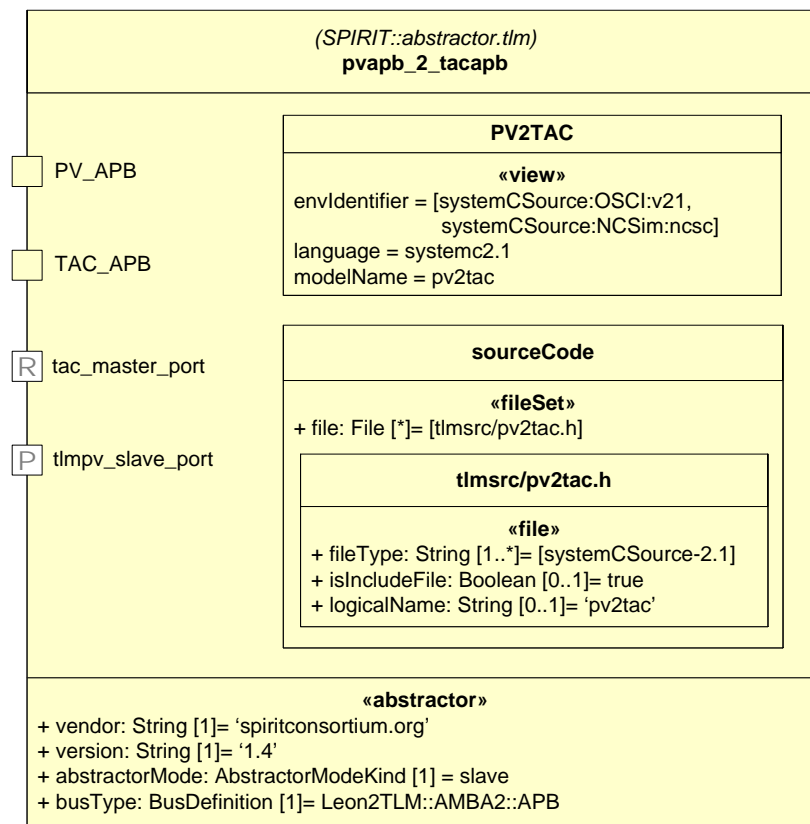 (SPIRIT::abstractor.tlm)
pvapb_2_tacapb
PV2TAC
«view»
envIdentifier = [systemCSource:OSCI:v21,
systemCSource:NCSim:ncsc]
language = systemc2.1
modelName = pv2tac
PV_APB
TAC_APB
R tac_master_port
P tlmpv_slave_port
sourceCode
«fileSet»
+ file: File [*]= [tlmsrc/pv2tac.h]
tlmsrc/pv2tac.h
«file»
+ fileType: String [1..*]= [systemCSource-2.1]
+ isIncludeFile: Boolean [0..1]= true
+ logicalName: String [0..1]= ‘pv2tac’
«abstractor»
+ vendor: String [1]= ‘spiritconsortium.org’
+ version: String [1]= ‘1.4’
+ abstractorMode: AbstractorModeKind [1] = slave
+ busType: BusDefinition [1]= Leon2TLM::AMBA2::APB